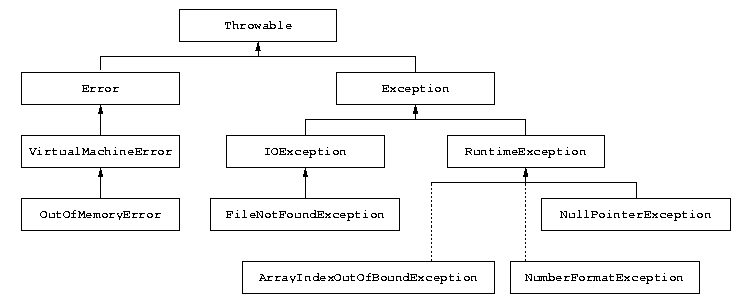 Throwable
Error
Exception
VirtualMachineError
IOException
RuntimeException
OutOfMemoryError
FileNotFoundException
NullPointerException
ArrayIndexOutOfBoundException
NumberFormatException